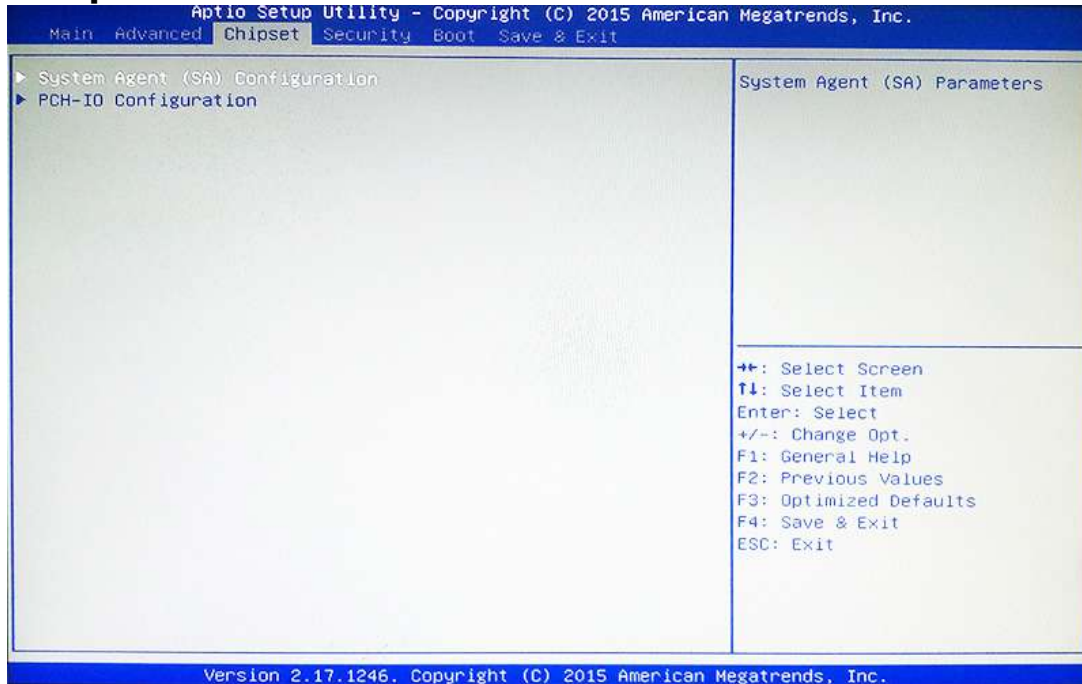 Aptio Setup Utility – Copyright (C) 2015 American Megatrends, Inc.
Main Advanced Chipset Security Boot Save & Exit
▶ System Agent (SA) Configuration
▶ PCH-IO Configuration
System Agent (SA) Parameters
→←: Select Screen
↑↓: Select Item
Enter: Select
+/-: Change Opt.
F1: General Help
F2: Previous Values
F3: Optimized Defaults
F4: Save & Exit
ESC: Exit
Version 2.17.1246. Copyright (C) 2015 American Megatrends, Inc.